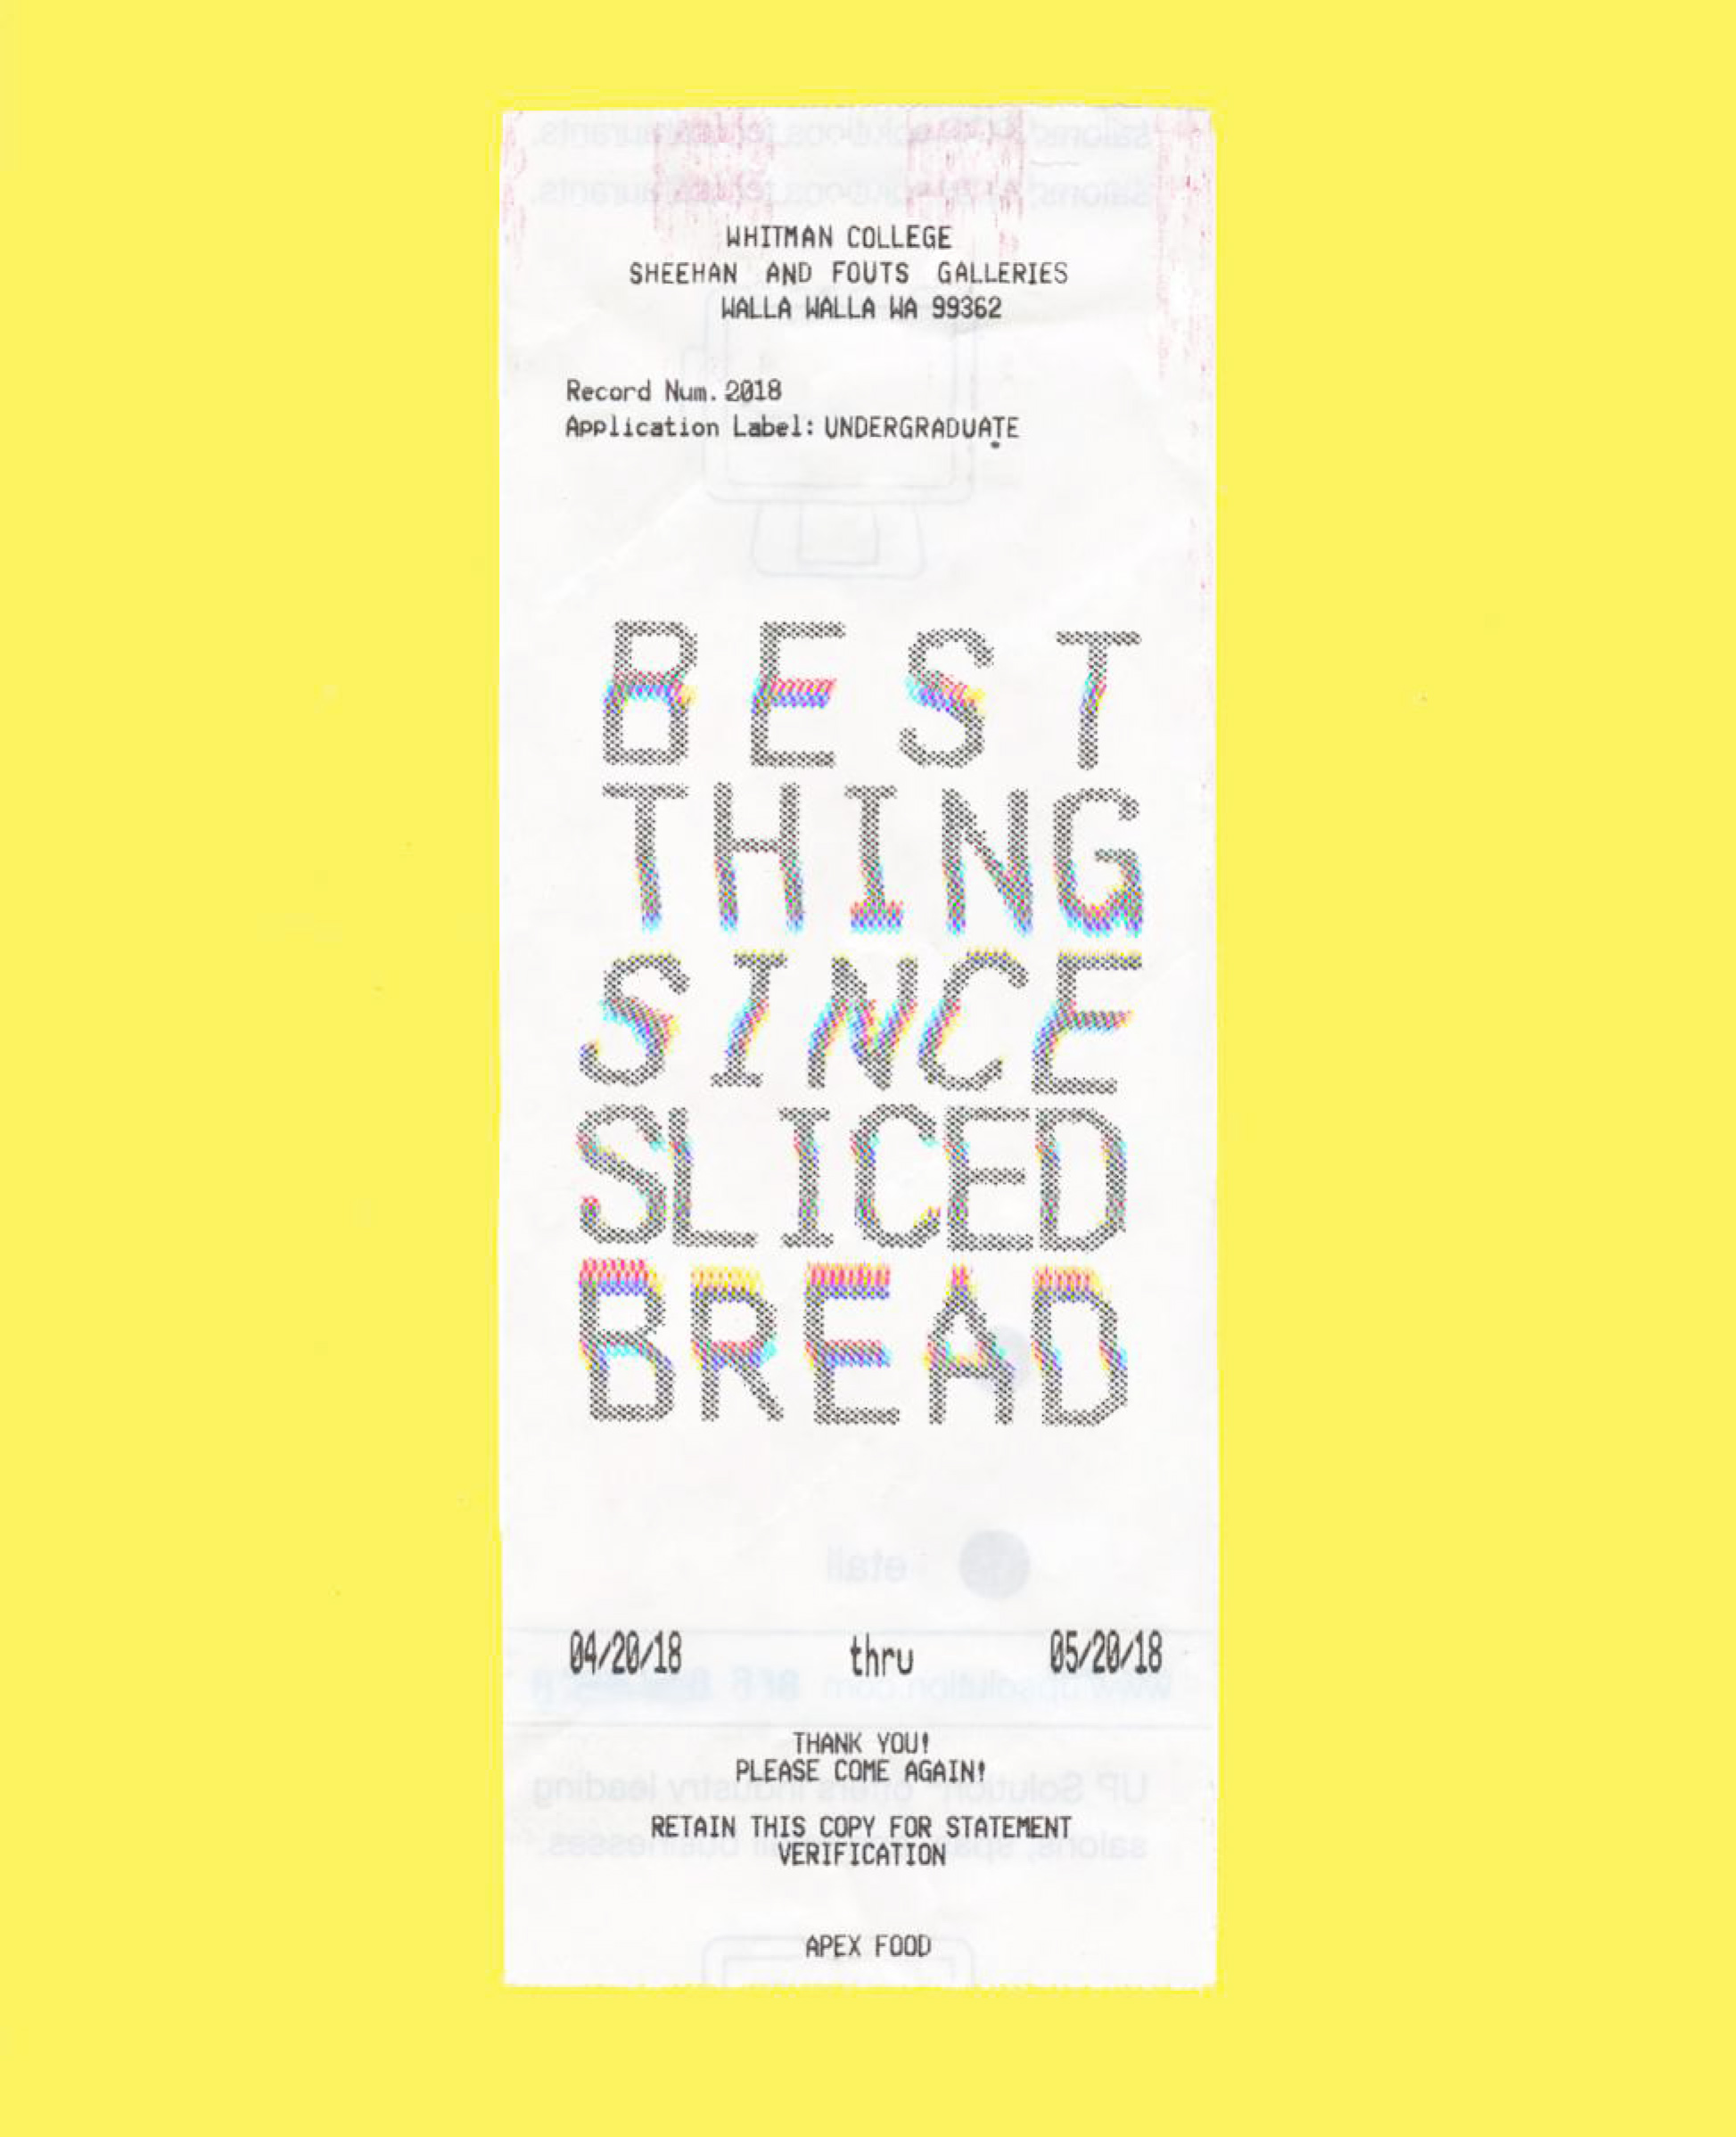 WHITMAN COLLEGE
SHEEHAN AND FOUTS GALLERIES
WALLA WALLA WA 99362
Record Num. 2018
Application Label: UNDERGRADUATE
BEST
THING
SINCE
SLICED
BREAD
04/20/18 thru 05/20/18
THANK YOU!
PLEASE COME AGAIN!
RETAIN THIS COPY FOR STATEMENT
VERIFICATION
APEX FOOD